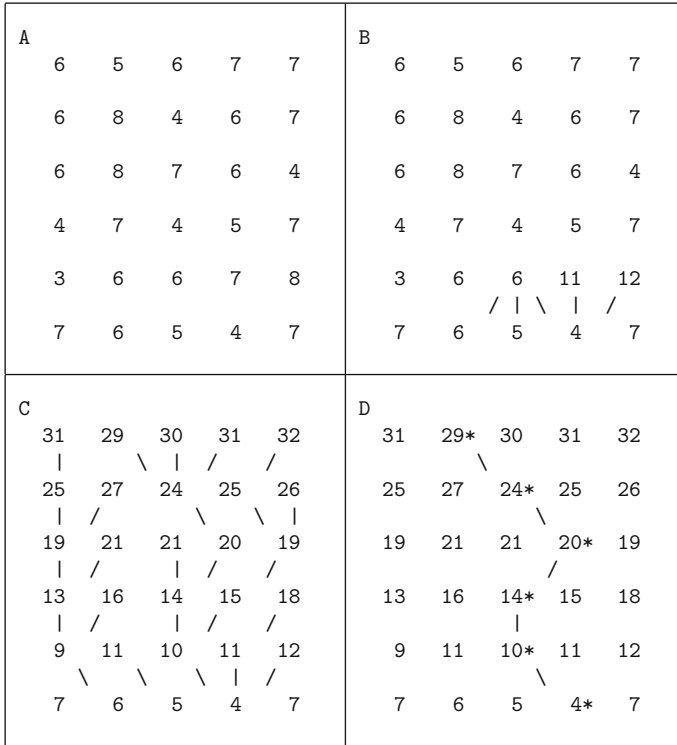 A
6 5 6 7 7
6 8 4 6 7
6 8 7 6 4
4 7 4 5 7
3 6 6 7 8
7 6 5 4 7
B
6 5 6 7 7
6 8 4 6 7
6 8 7 6 4
4 7 4 5 7
3 6 6 11 12
/ | \ | /
7 6 5 4 7
C
31 29 30 31 32
| \ | / /
25 27 24 25 26
| / \ \ |
19 21 21 20 19
| / | / /
13 16 14 15 18
| / | / /
9 11 10 11 12
\ \ \ | /
7 6 5 4 7
D
31 29* 30 31 32
\
25 27 24* 25 26
\
19 21 21 20* 19
/
13 16 14* 15 18
|
9 11 10* 11 12
\
7 6 5 4* 7